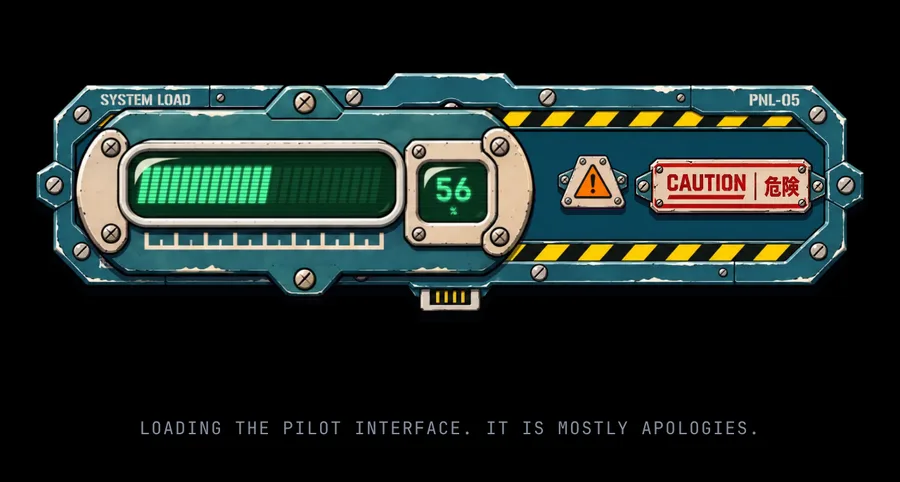 SYSTEM LOAD
PNL-05
56
%
CAUTION | 危険
LOADING THE PILOT INTERFACE. IT IS MOSTLY APOLOGIES.